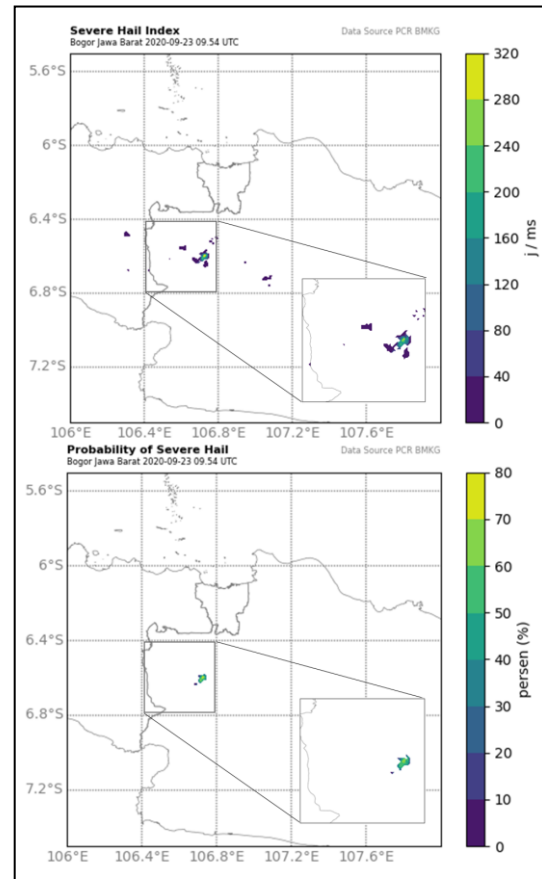 Severe Hail Index
Bogor Jawa Barat 2020-09-23 09.54 UTC
Data Source PCR BMKG
5.6°S
6°S
6.4°S
6.8°S
7.2°S
106°E 106.4°E 106.8°E 107.2°E 107.6°E
320
280
240
200
160
120
80
40
0
j / ms
Probability of Severe Hail
Bogor Jawa Barat 2020-09-23 09.54 UTC
Data Source PCR BMKG
5.6°S
6°S
6.4°S
6.8°S
7.2°S
106°E 106.4°E 106.8°E 107.2°E 107.6°E
80
70
60
50
40
30
20
10
0
persen (%)